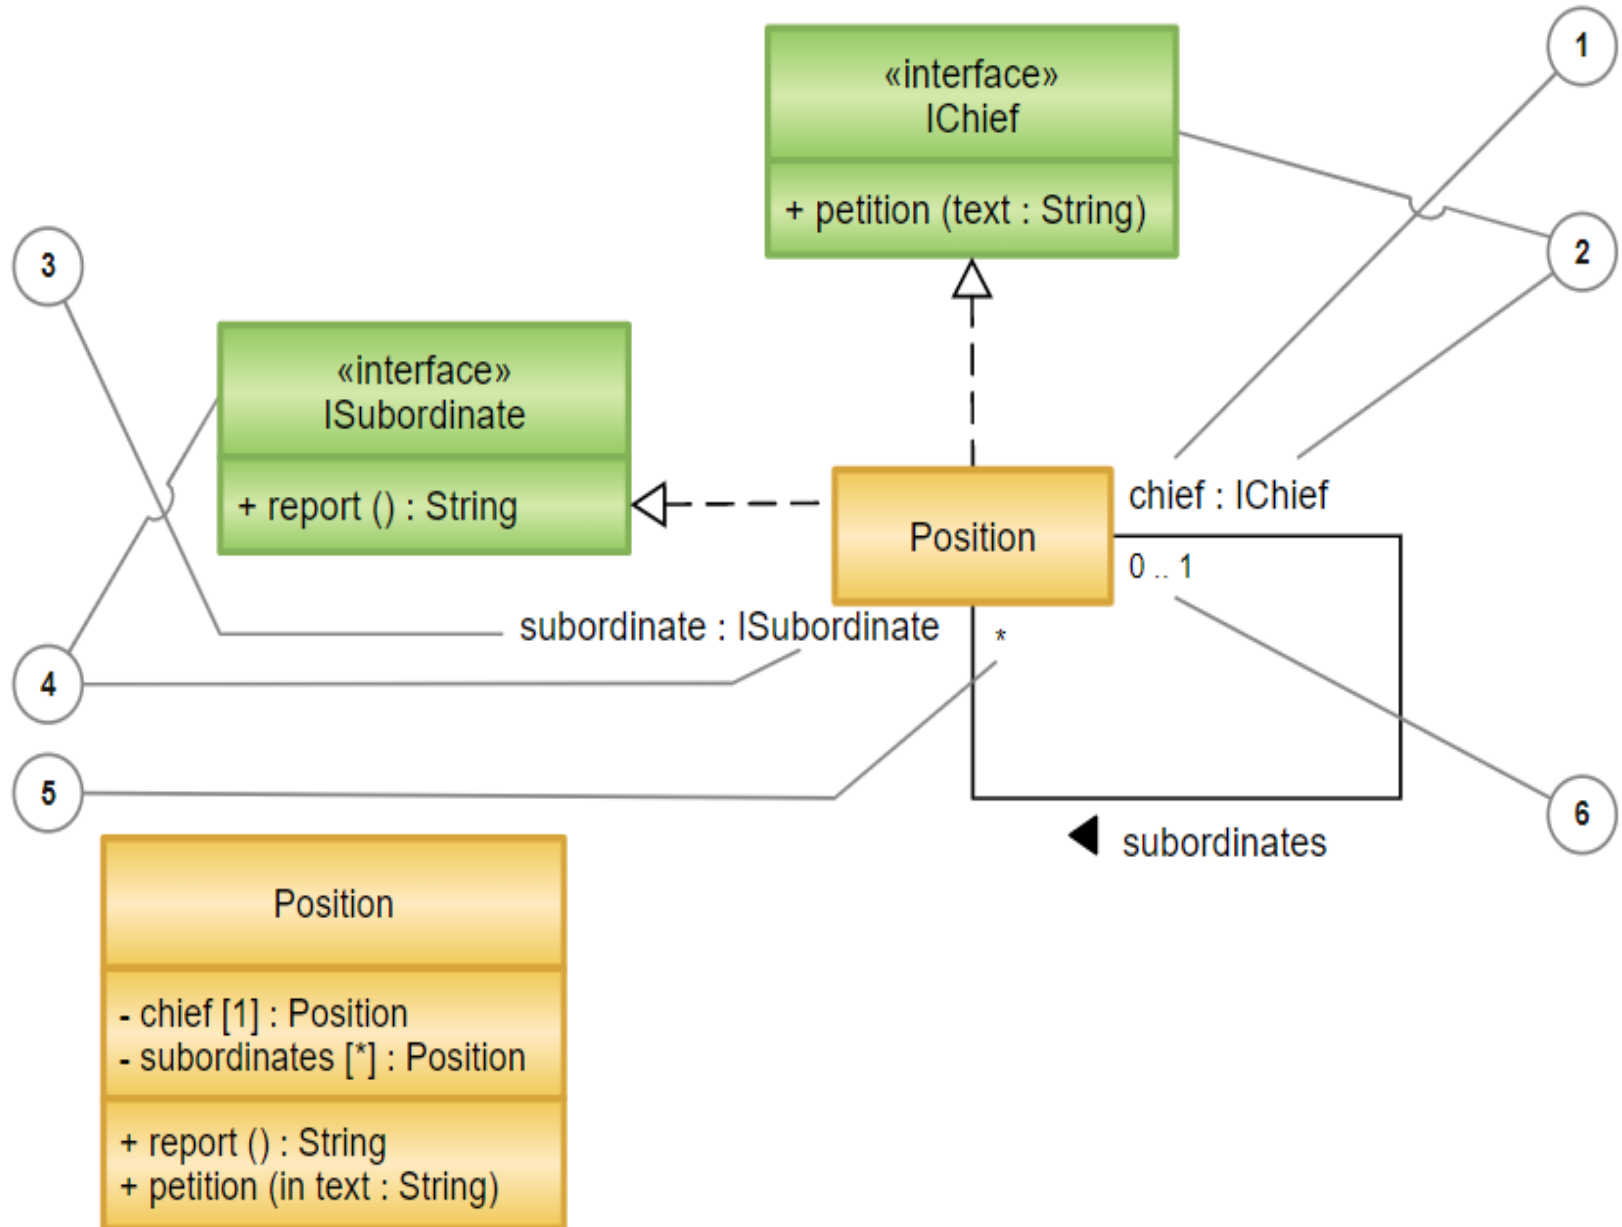 1
«interface»
IChief
+ petition (text : String)
2
3
«interface»
ISubordinate
+ report () : String
chief : IChief
Position
0 .. 1
subordinate : ISubordinate
*
4
5
6
subordinates
Position
- chief [1] : Position
- subordinates [*] : Position
+ report () : String
+ petition (in text : String)